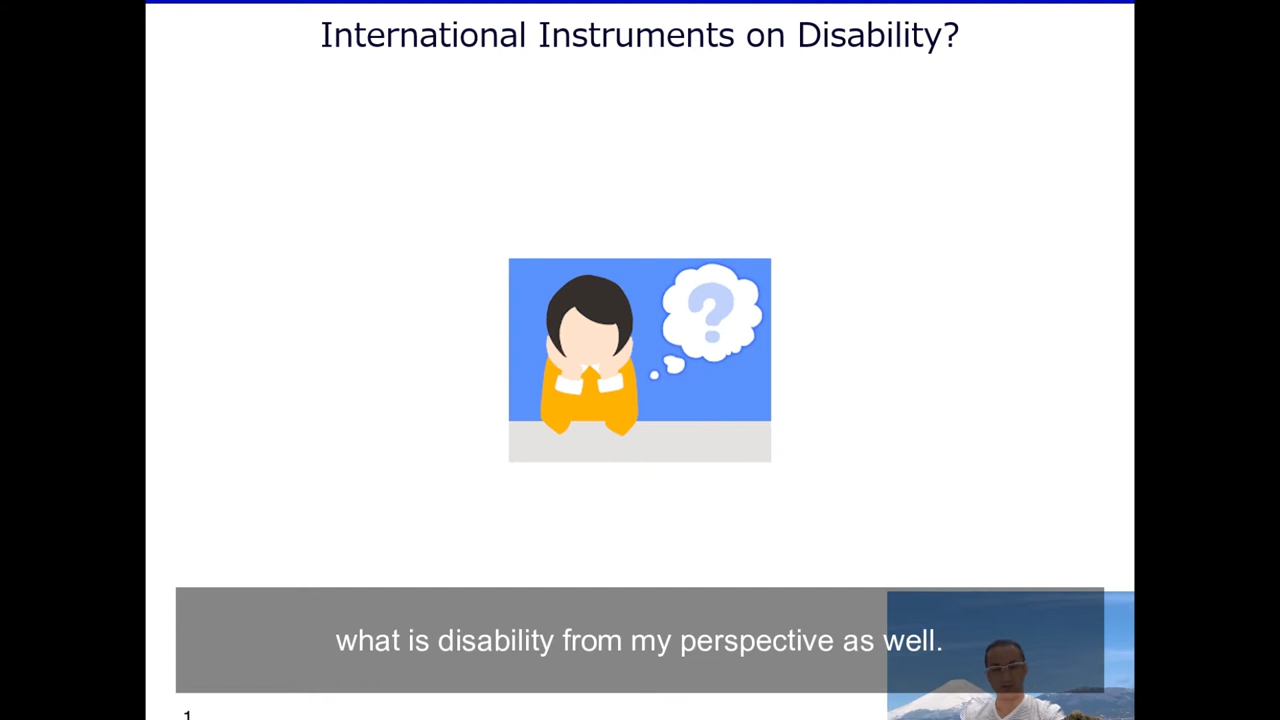 International Instruments on Disability?
?
what is disability from my perspective as well.
1